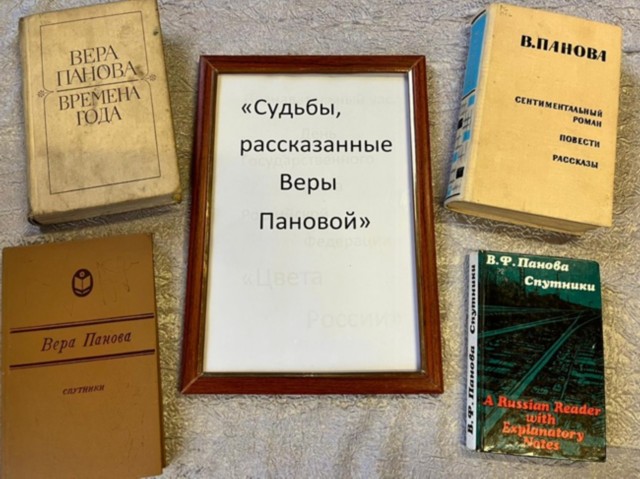 ВЕРА
ПАНОВА
ВРЕМЕНА
ГОДА
«Судьбы,
рассказанные
Веры
Пановой»
«Цвета
России»
В.ПАНОВА
СЕНТИМЕНТАЛЬНЫЙ
РОМАН
ПОВЕСТИ
РАССКАЗЫ
Вера Панова
СПУТНИКИ
В.Ф. Панова
Спутники
A Russian Reader
with
Explanatory
Notes
В.Ф. Панова Спутники